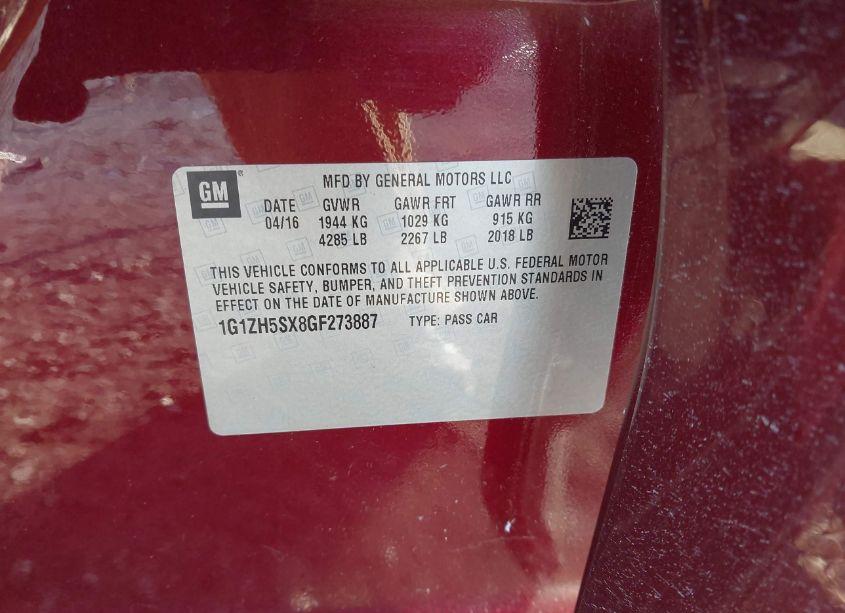 GM
MFD BY GENERAL MOTORS LLC
DATE GVWR GAWR FRT GAWR RR
04/16 1944 KG 1029 KG 915 KG
4285 LB 2267 LB 2018 LB
THIS VEHICLE CONFORMS TO ALL APPLICABLE U.S. FEDERAL MOTOR
VEHICLE SAFETY, BUMPER, AND THEFT PREVENTION STANDARDS IN
EFFECT ON THE DATE OF MANUFACTURE SHOWN ABOVE.
1G1ZH5SX8GF273887 TYPE: PASS CAR